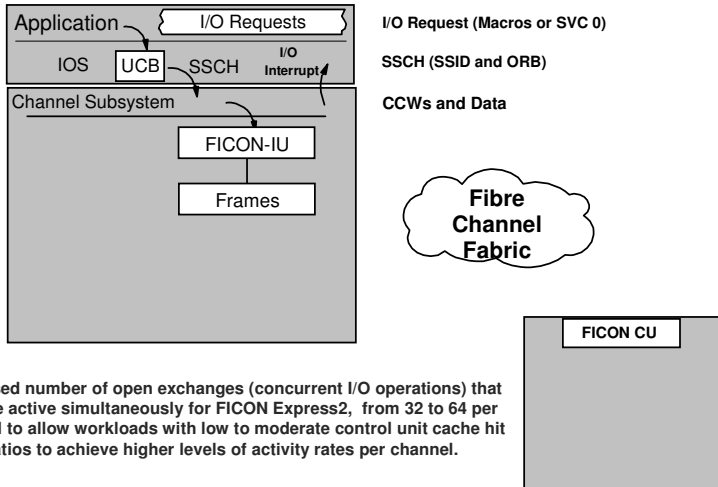 Application
I/O Requests
I/O Request (Macros or SVC 0)
IOS
UCB
SSCH
I/O
Interrupt
SSCH (SSID and ORB)
Channel Subsystem
CCWs and Data
FICON-IU
Frames
Fibre
Channel
Fabric
FICON CU
number of open exchanges (concurrent I/O operations) that
active simultaneously for FICON Express2, from 32 to 64 per
to allow workloads with low to moderate control unit cache hit
to achieve higher levels of activity rates per channel.